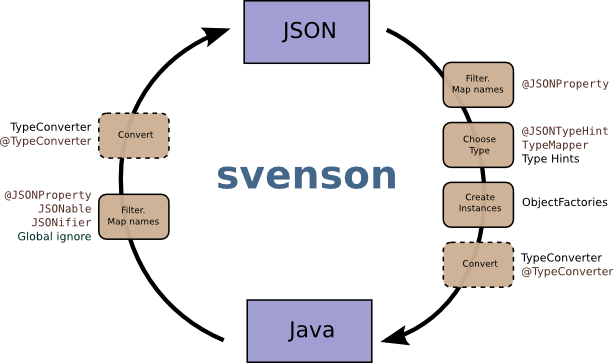 JSON
Filter.
Map names
@JSONProperty
Choose
Type
@JSONTypeHint
TypeMapper
Type Hints
Create
Instances
ObjectFactories
Convert
TypeConverter
@TypeConverter
Java
Filter.
Map names
@JSONProperty
JSONable
JSONifier
Global ignore
Convert
TypeConverter
@TypeConverter
svenson